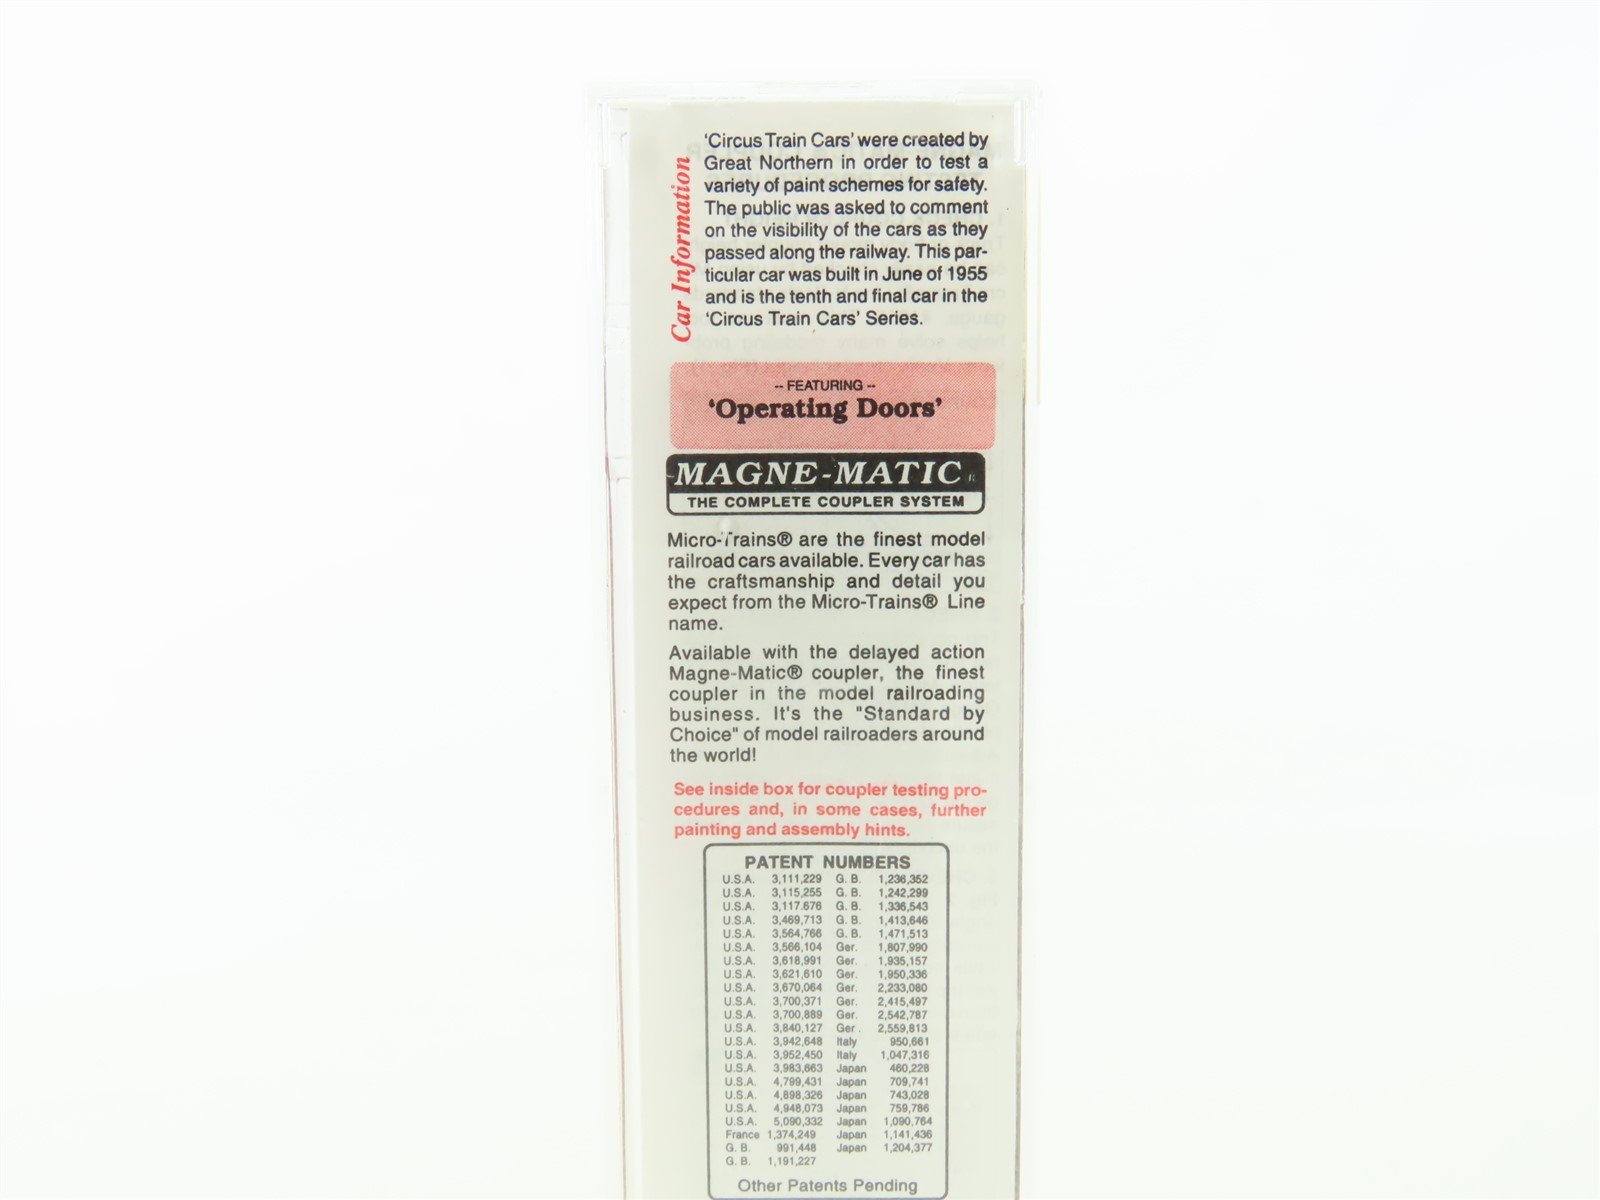 Car Information
'Circus Train Cars' were created by
Great Northern in order to test a
variety of paint schemes for safety.
The public was asked to comment
on the visibility of the cars as they
passed along the railway. This par-
ticular car was built in June of 1955
and is the tenth and final car in the
'Circus Train Cars' Series.
-- FEATURING --
'Operating Doors'
MAGNE-MATIC
THE COMPLETE COUPLER SYSTEM
Micro-Trains® are the finest model
railroad cars available. Every car has
the craftsmanship and detail you
expect from the Micro-Trains® Line
name.
Available with the delayed action
Magne-Matic® coupler, the finest
coupler in the model railroading
business. It's the "Standard by
Choice" of model railroaders around
the world!
See inside box for coupler testing pro-
cedures and, in some cases, further
painting and assembly hints.
PATENT NUMBERS
U.S.A. 3,111,229 G. B. 1,236,352
U.S.A. 3,115,255 G. B. 1,242,299
U.S.A. 3,117.676 G. B. 1,336,543
U.S.A. 3,469,713 G. B. 1,413,646
U.S.A. 3,564,766 G. B. 1,471,513
U.S.A. 3,566,104 Ger. 1,807,990
U.S.A. 3,618,991 Ger. 1,935,157
U.S.A. 3,621,610 Ger. 1,950,336
U.S.A. 3,670,064 Ger. 2,233,080
U.S.A. 3,700,371 Ger. 2,415,497
U.S.A. 3,700,889 Ger. 2,542,787
U.S.A. 3,840,127 Ger. 2,559,813
U.S.A. 3,942,648 Italy 950,661
U.S.A. 3,952,450 Italy 1,047,316
U.S.A. 3,983,663 Japan 460,228
U.S.A. 4,799,431 Japan 709,741
U.S.A. 4,898,326 Japan 743,028
U.S.A. 4,948,073 Japan 759,786
U.S.A. 5,090,332 Japan 1,090,764
France 1,374,249 Japan 1,141,436
G. B. 991,448 Japan 1,204,377
G. B. 1,191,227
Other Patents Pending